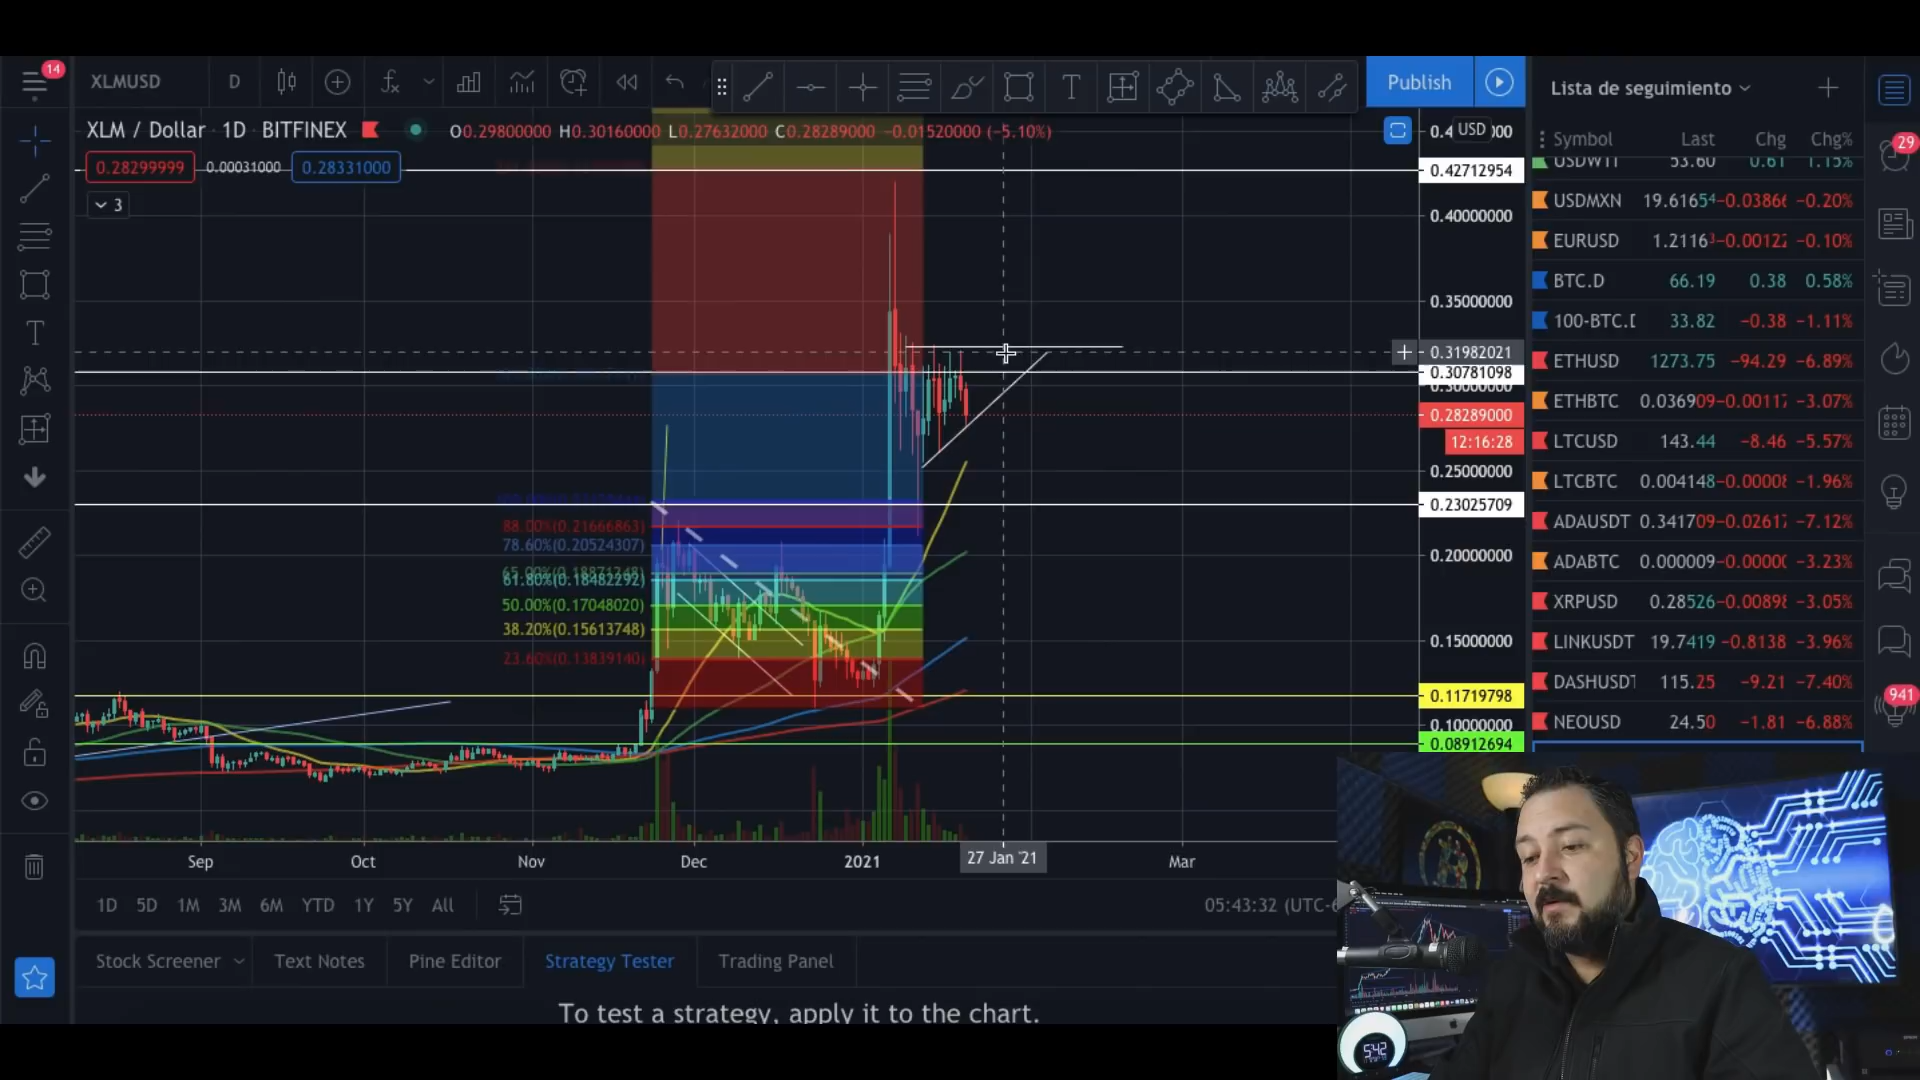 14
XLMUSD
D
Publish
Lista de seguimiento
XLM / Dollar 1D BITFINEX
O0.29800000 H0.30160000 L0.27632000 C0.28289000 −0.01520000 (−5.10%)
USD
Symbol Last Chg Chg%
29
0.28299999 0.00031000 0.28331000
3
0.42712954
0.40000000
0.35000000
0.31982021
0.30781098
0.30000000
0.28289000
12:16:28
0.25000000
0.23025709
0.20000000
0.15000000
0.11719798
0.10000000
0.08912694
88.00%(0.21666863)
78.60%(0.20524307)
61.80%(0.18482292)
50.00%(0.17048020)
38.20%(0.15613748)
23.60%(0.13839140)
53.60 0.61 1.15%
USDMXN 19.61654 −0.03866 −0.20%
EURUSD 1.21163 −0.00122 −0.10%
BTC.D 66.19 0.38 0.58%
100-BTC.D 33.82 −0.38 −1.11%
ETHUSD 1273.75 −94.29 −6.89%
ETHBTC 0.036909 −0.00117 −3.07%
LTCUSD 143.44 −8.46 −5.57%
LTCBTC 0.004148 −0.00008 −1.96%
ADAUSDT 0.341709 −0.02617 −7.12%
ADABTC 0.000009 −0.0000 −3.23%
XRPUSD 0.28526 −0.00898 −3.05%
LINKUSDT 19.7419 −0.8138 −3.96%
DASHUSDT 115.25 −9.21 −7.40%
NEOUSD 24.50 −1.81 −6.88%
941
Sep Oct Nov Dec 2021 27 Jan '21 Mar
1D 5D 1M 3M 6M YTD 1Y 5Y All
05:43:32 (UTC-6
Stock Screener Text Notes Pine Editor Strategy Tester Trading Panel
To test a strategy, apply it to the chart.
5:42